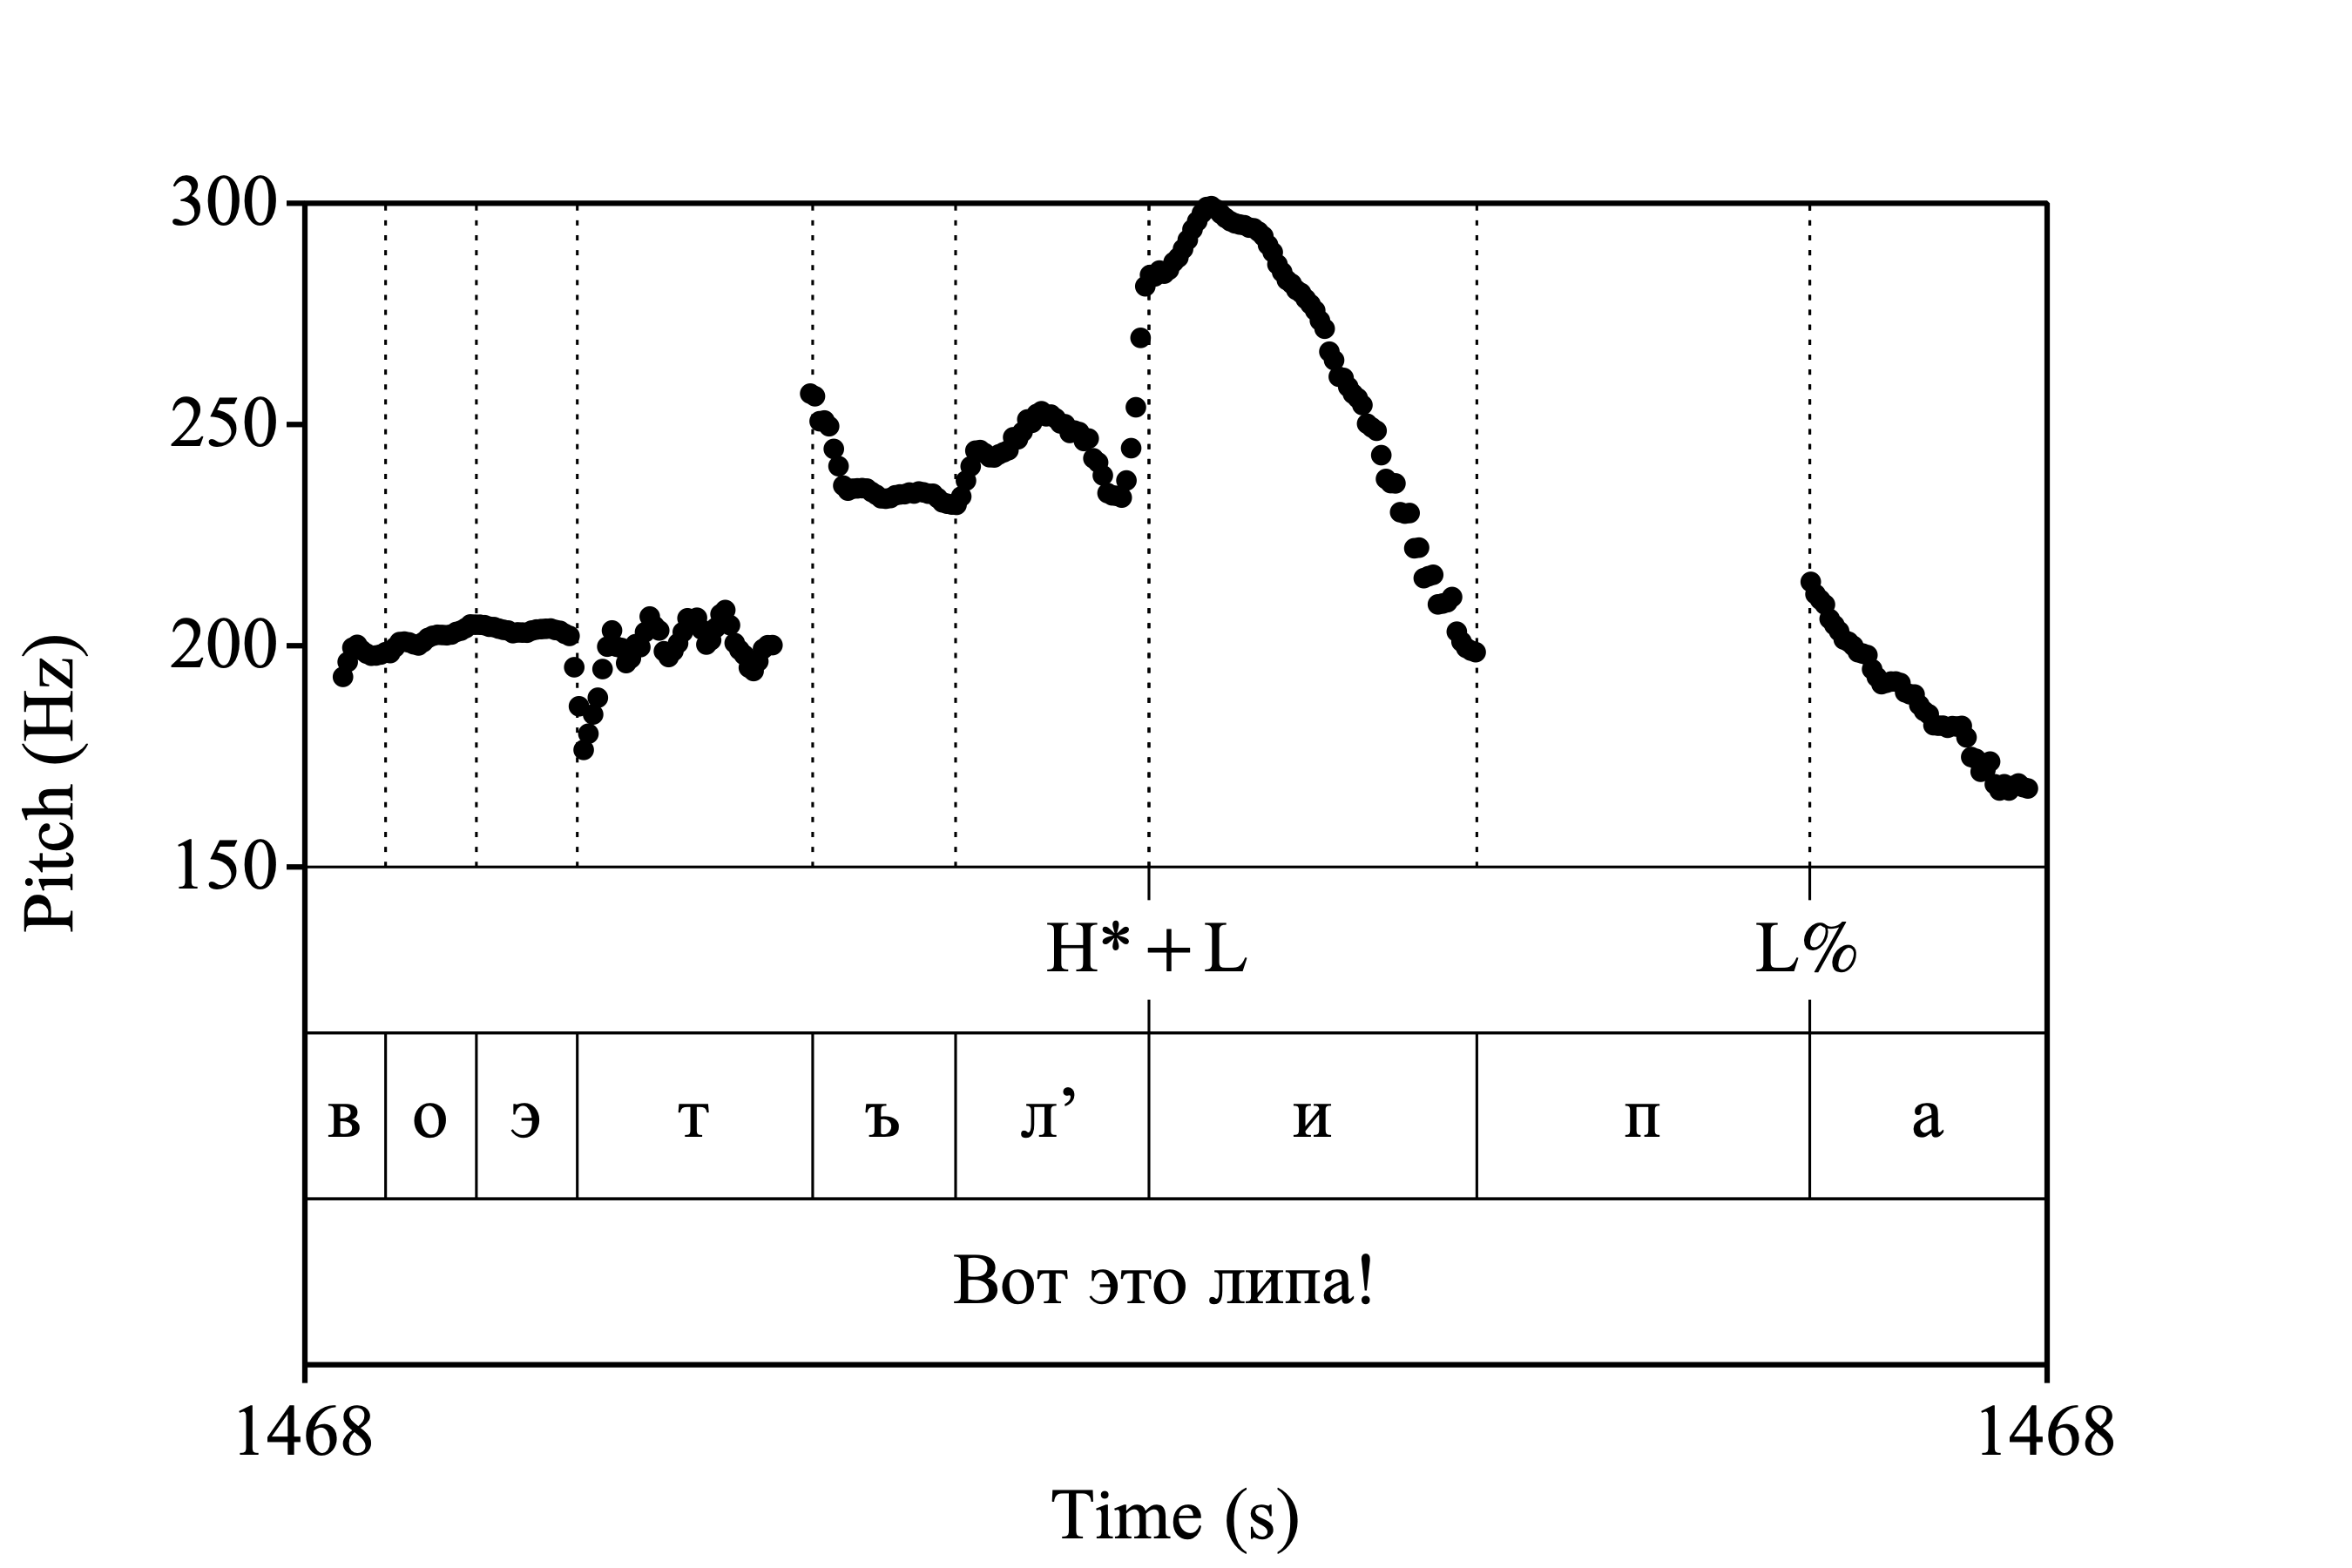 300
250
200
150
Pitch (Hz)
H*+L L%
в о э т ъ л’ и п а
Вот это липа!
1468 1468
Time (s)